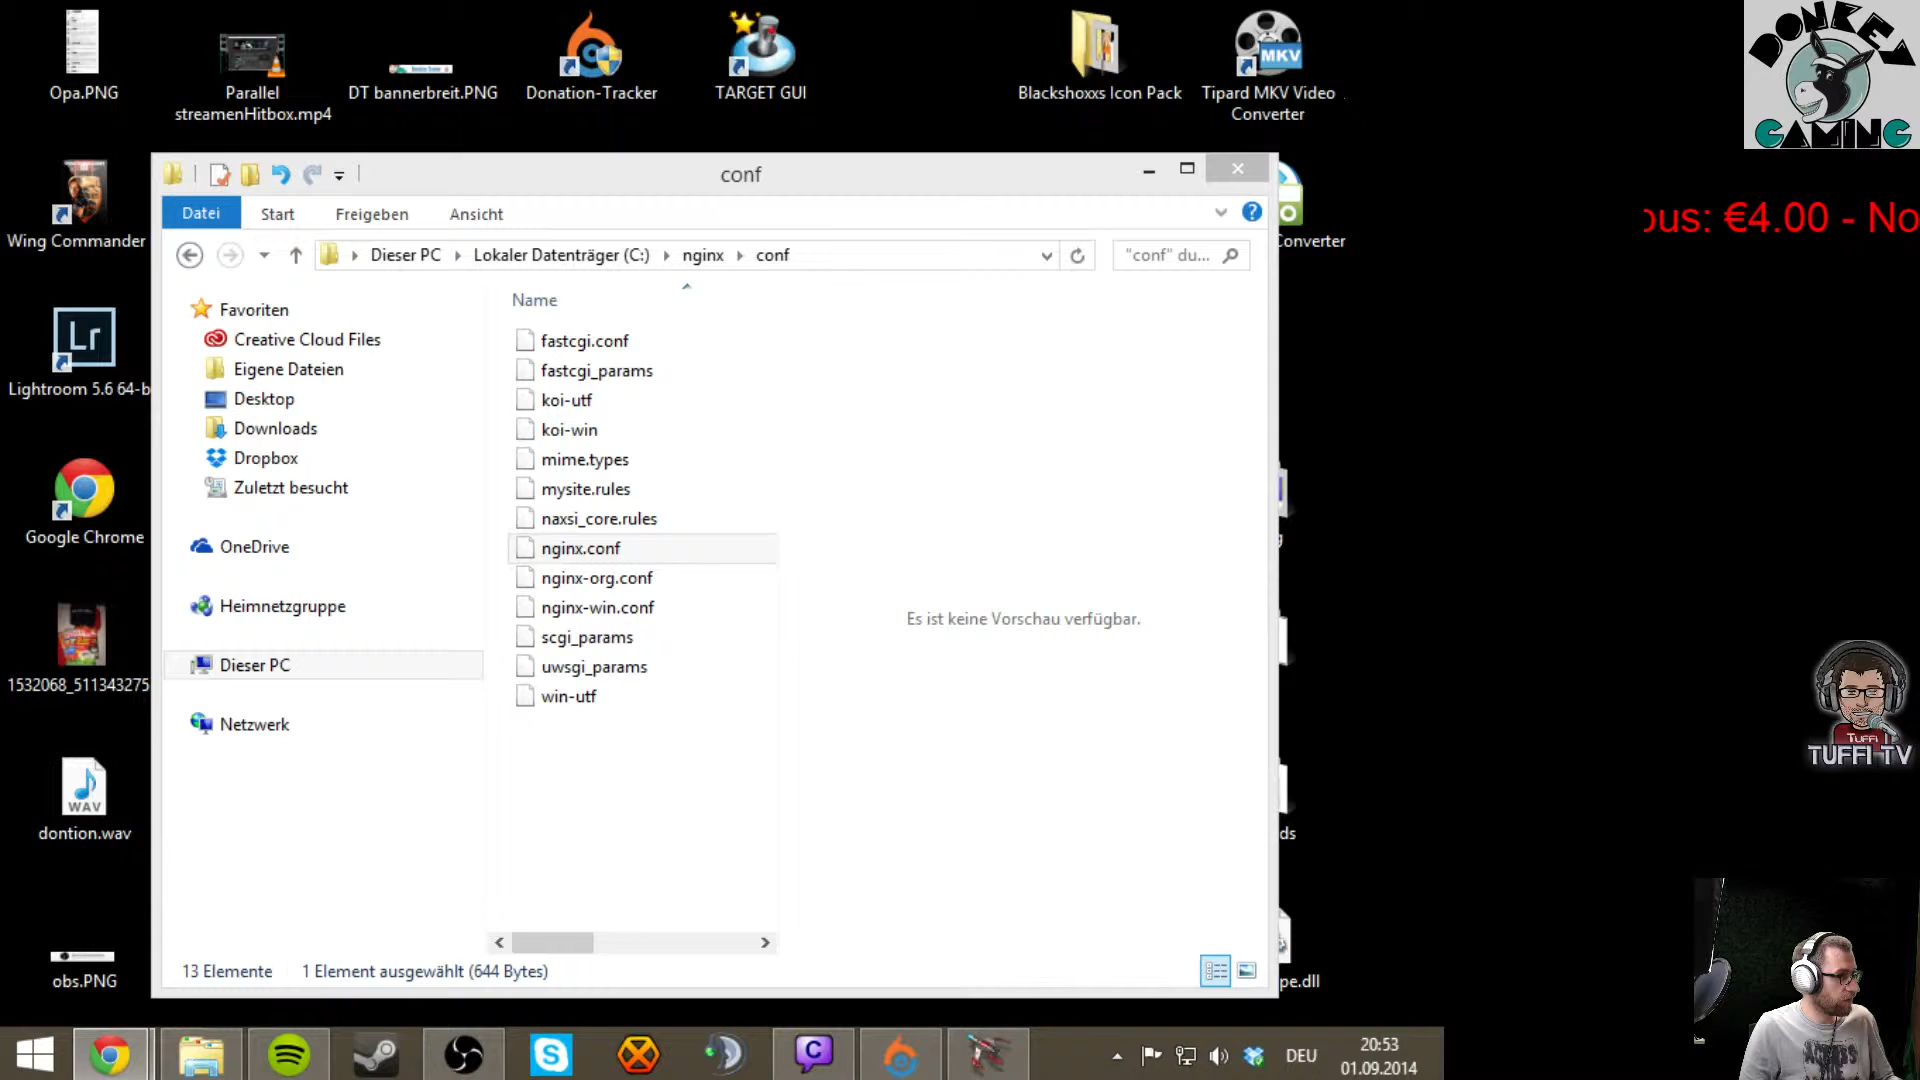 Opa.PNG
Parallel
streamenHitbox.mp4
DT bannerbreit.PNG
Donation-Tracker
TARGET GUI
Blackshoxxs Icon Pack
MKV
Tipard MKV Video
Converter
DONKEY
GAMING
Wing Commander
Lr
Lightroom 5.6 64-b
Google Chrome
1532068_511343275
WAV
dontion.wav
obs.PNG
conf
Datei
Start
Freigeben
Ansicht
Dieser PC
Lokaler Datenträger (C:)
nginx
conf
"conf" du...
Favoriten
Creative Cloud Files
Eigene Dateien
Desktop
Downloads
Dropbox
Zuletzt besucht
OneDrive
Heimnetzgruppe
Dieser PC
Netzwerk
Name
fastcgi.conf
fastcgi_params
koi-utf
koi-win
mime.types
mysite.rules
naxsi_core.rules
nginx.conf
nginx-org.conf
nginx-win.conf
scgi_params
uwsgi_params
win-utf
Es ist keine Vorschau verfügbar.
13 Elemente
1 Element ausgewählt (644 Bytes)
Converter
ds
pe.dll
ous: €4.00 - No
TUFFI
TUFFI TV
DEU
20:53
01.09.2014